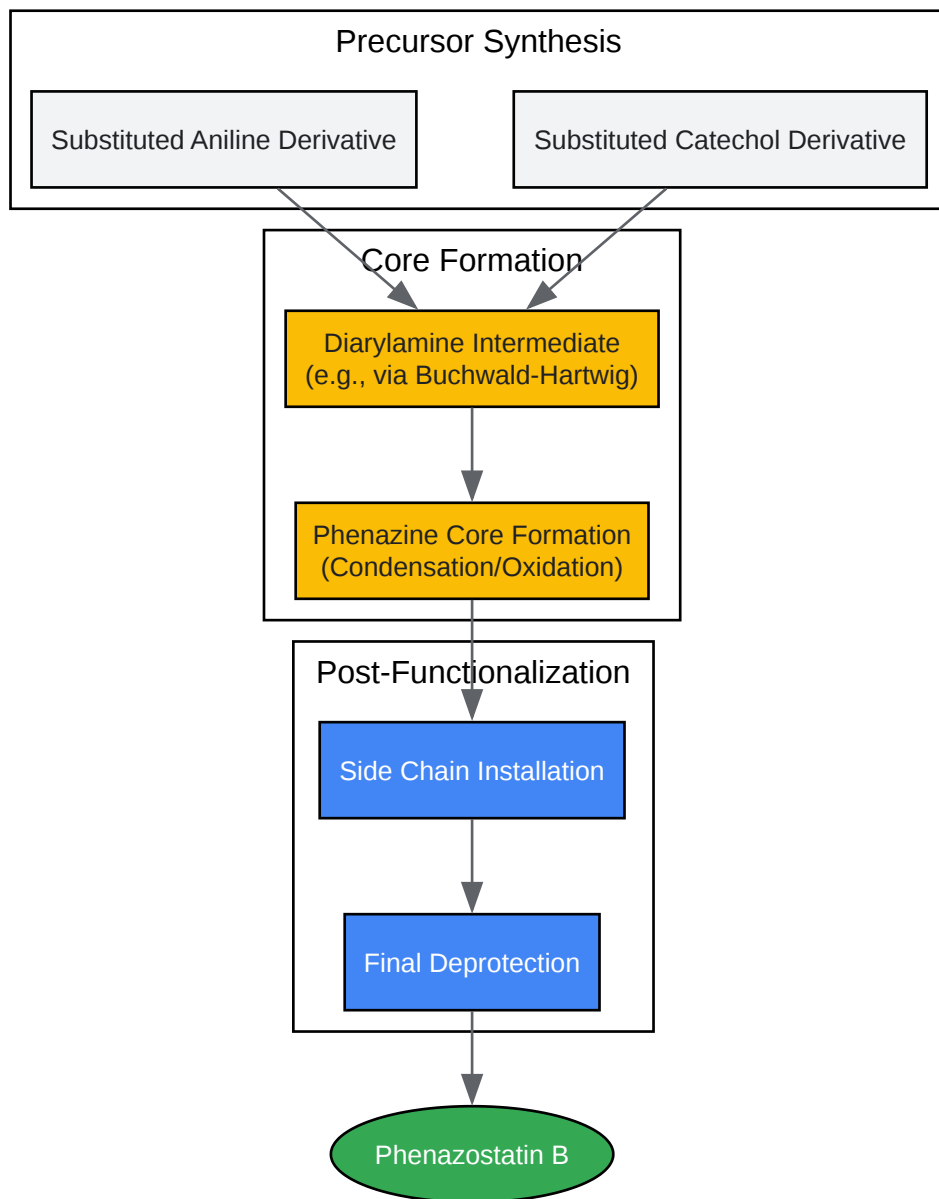 Precursor Synthesis
Substituted Aniline Derivative
Substituted Catechol Derivative
Core Formation
Diarylamine Intermediate
(e.g., via Buchwald-Hartwig)
Phenazine Core Formation
(Condensation/Oxidation)
Post-Functionalization
Side Chain Installation
Final Deprotection
Phenazostatin B